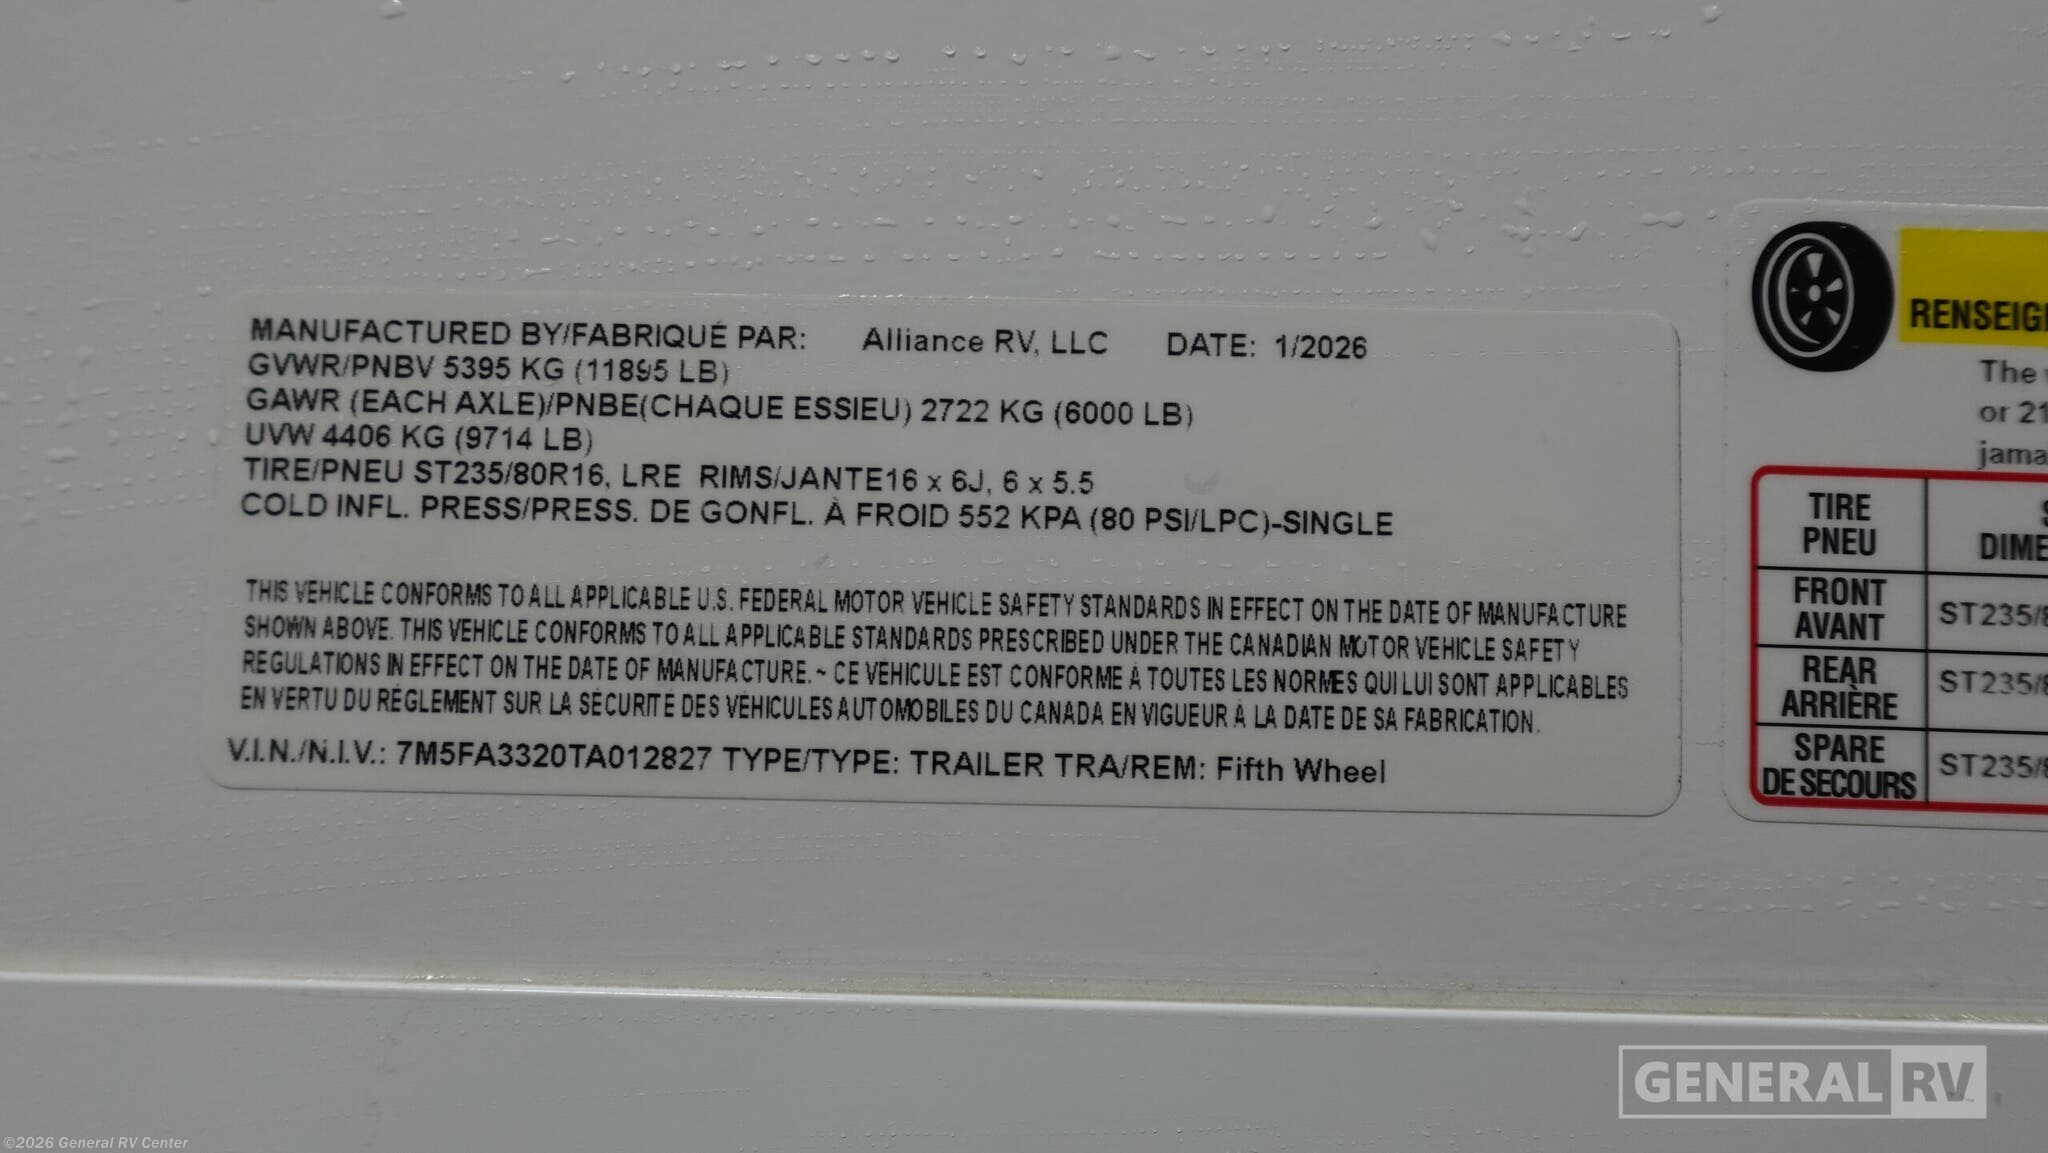 MANUFACTURED BY/FABRIQUÉ PAR: Alliance RV, LLC DATE: 1/2026
GVWR/PNBV 5395 KG (11895 LB)
GAWR (EACH AXLE)/PNBE(CHAQUE ESSIEU) 2722 KG (6000 LB)
UVW 4406 KG (9714 LB)
TIRE/PNEU ST235/80R16, LRE RIMS/JANTE16 x 6J, 6 x 5.5
COLD INFL. PRESS/PRESS. DE GONFL. À FROID 552 KPA (80 PSI/LPC)-SINGLE
THIS VEHICLE CONFORMS TO ALL APPLICABLE U.S. FEDERAL MOTOR VEHICLE SAFETY STANDARDS IN EFFECT ON THE DATE OF MANUFACTURE
SHOWN ABOVE. THIS VEHICLE CONFORMS TO ALL APPLICABLE STANDARDS PRESCRIBED UNDER THE CANADIAN MOTOR VEHICLE SAFETY
REGULATIONS IN EFFECT ON THE DATE OF MANUFACTURE. ~ CE VÉHICULE EST CONFORME À TOUTES LES NORMES QUI LUI SONT APPLICABLES
EN VERTU DU RÉGLEMENT SUR LA SÉCURITÉ DES VÉHICULES AUTOMOBILES DU CANADA EN VIGUEUR À LA DATE DE SA FABRICATION.
V.I.N./N.I.V.: 7M5FA3320TA012827 TYPE/TYPE: TRAILER TRA/REM: Fifth Wheel
RENSEIG
The
or 21
jama
TIRE
PNEU
DIME
FRONT
AVANT
ST235/8
REAR
ARRIÈRE
ST235/8
SPARE
DE SECOURS
ST235/8
GENERAL RV
©2026 General RV Center